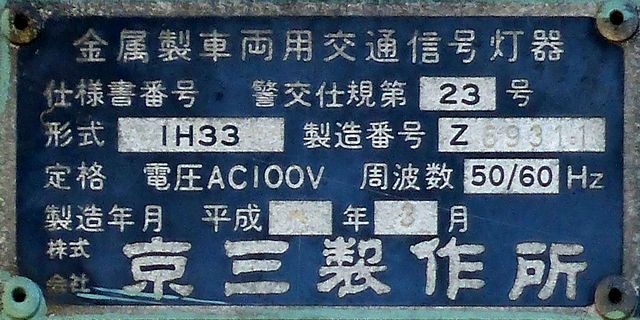 金属製車両用交通信号灯器
仕様書番号 警交仕規第 23 号
形式 1H33 製造番号 Z 69311
定格 電圧AC100V 周波数 50/60 Hz
製造年月 平成 年 3 月
株式会社 京三製作所